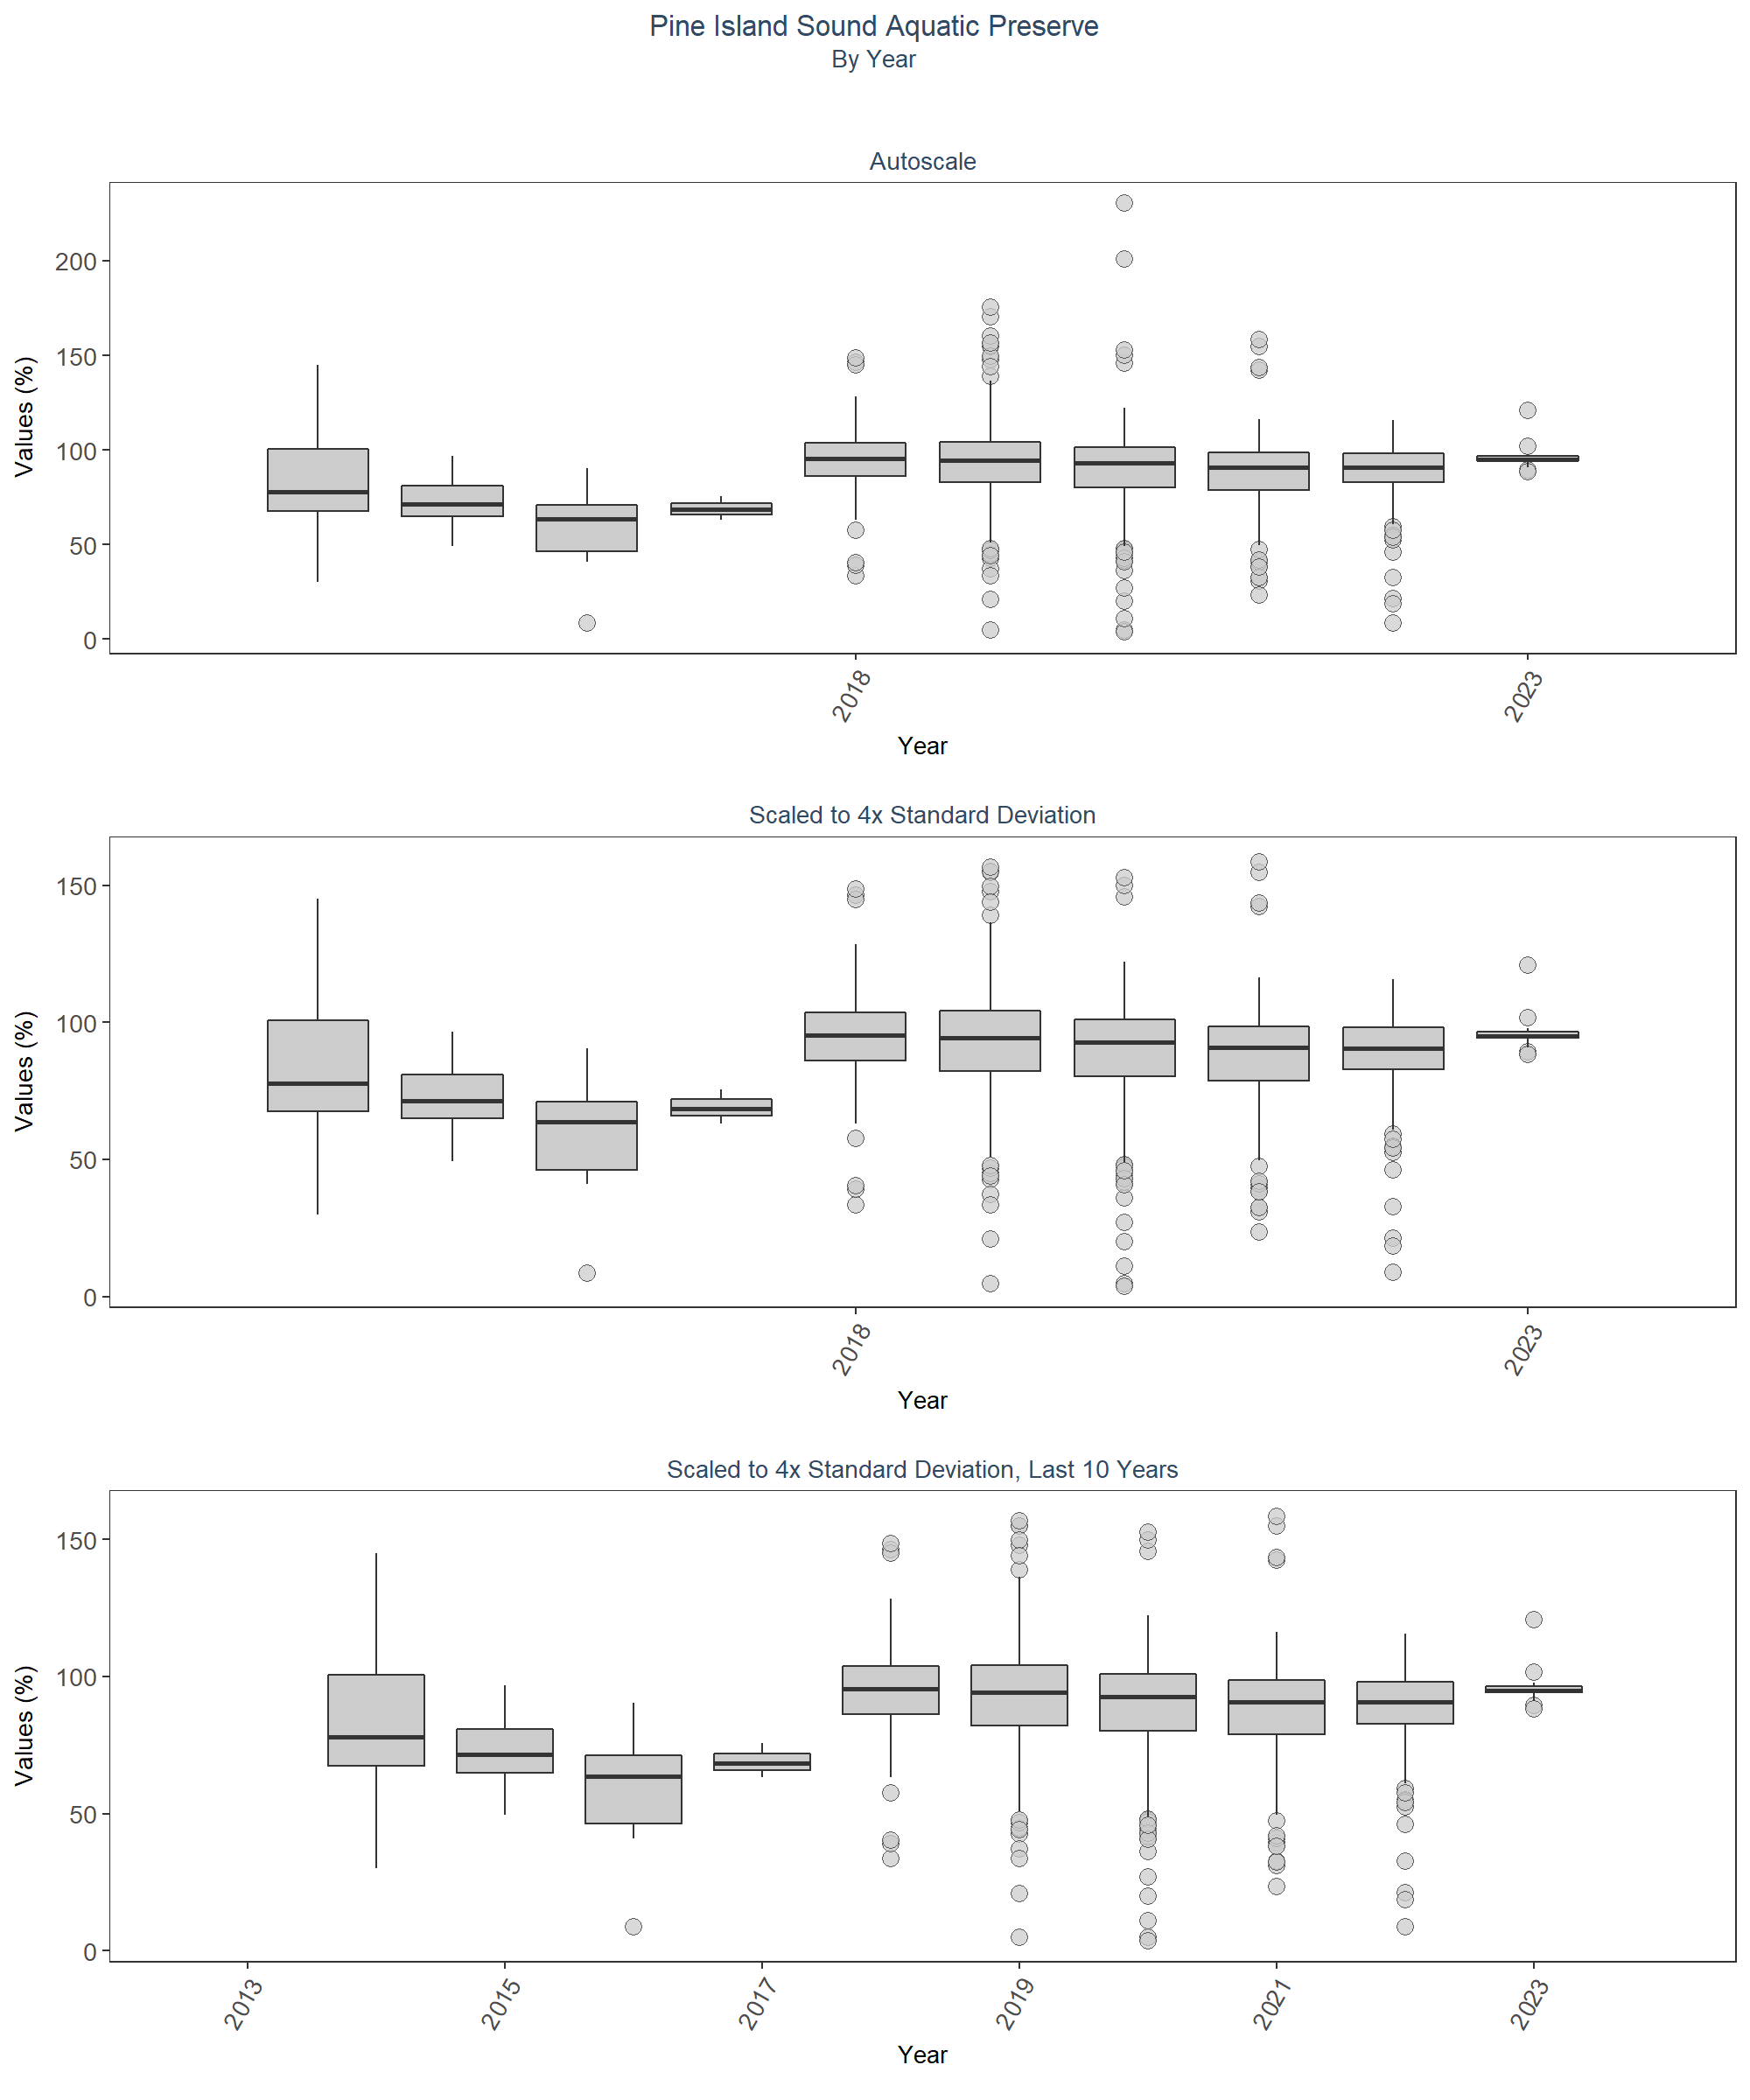 Pine Island Sound Aquatic Preserve
By Year
Autoscale
Values (%)
200
150
100
50
0
2018
2023
Year
Scaled to 4x Standard Deviation
Values (%)
150
100
50
0
2018
2023
Year
Scaled to 4x Standard Deviation, Last 10 Years
Values (%)
150
100
50
0
2013
2015
2017
2019
2021
2023
Year